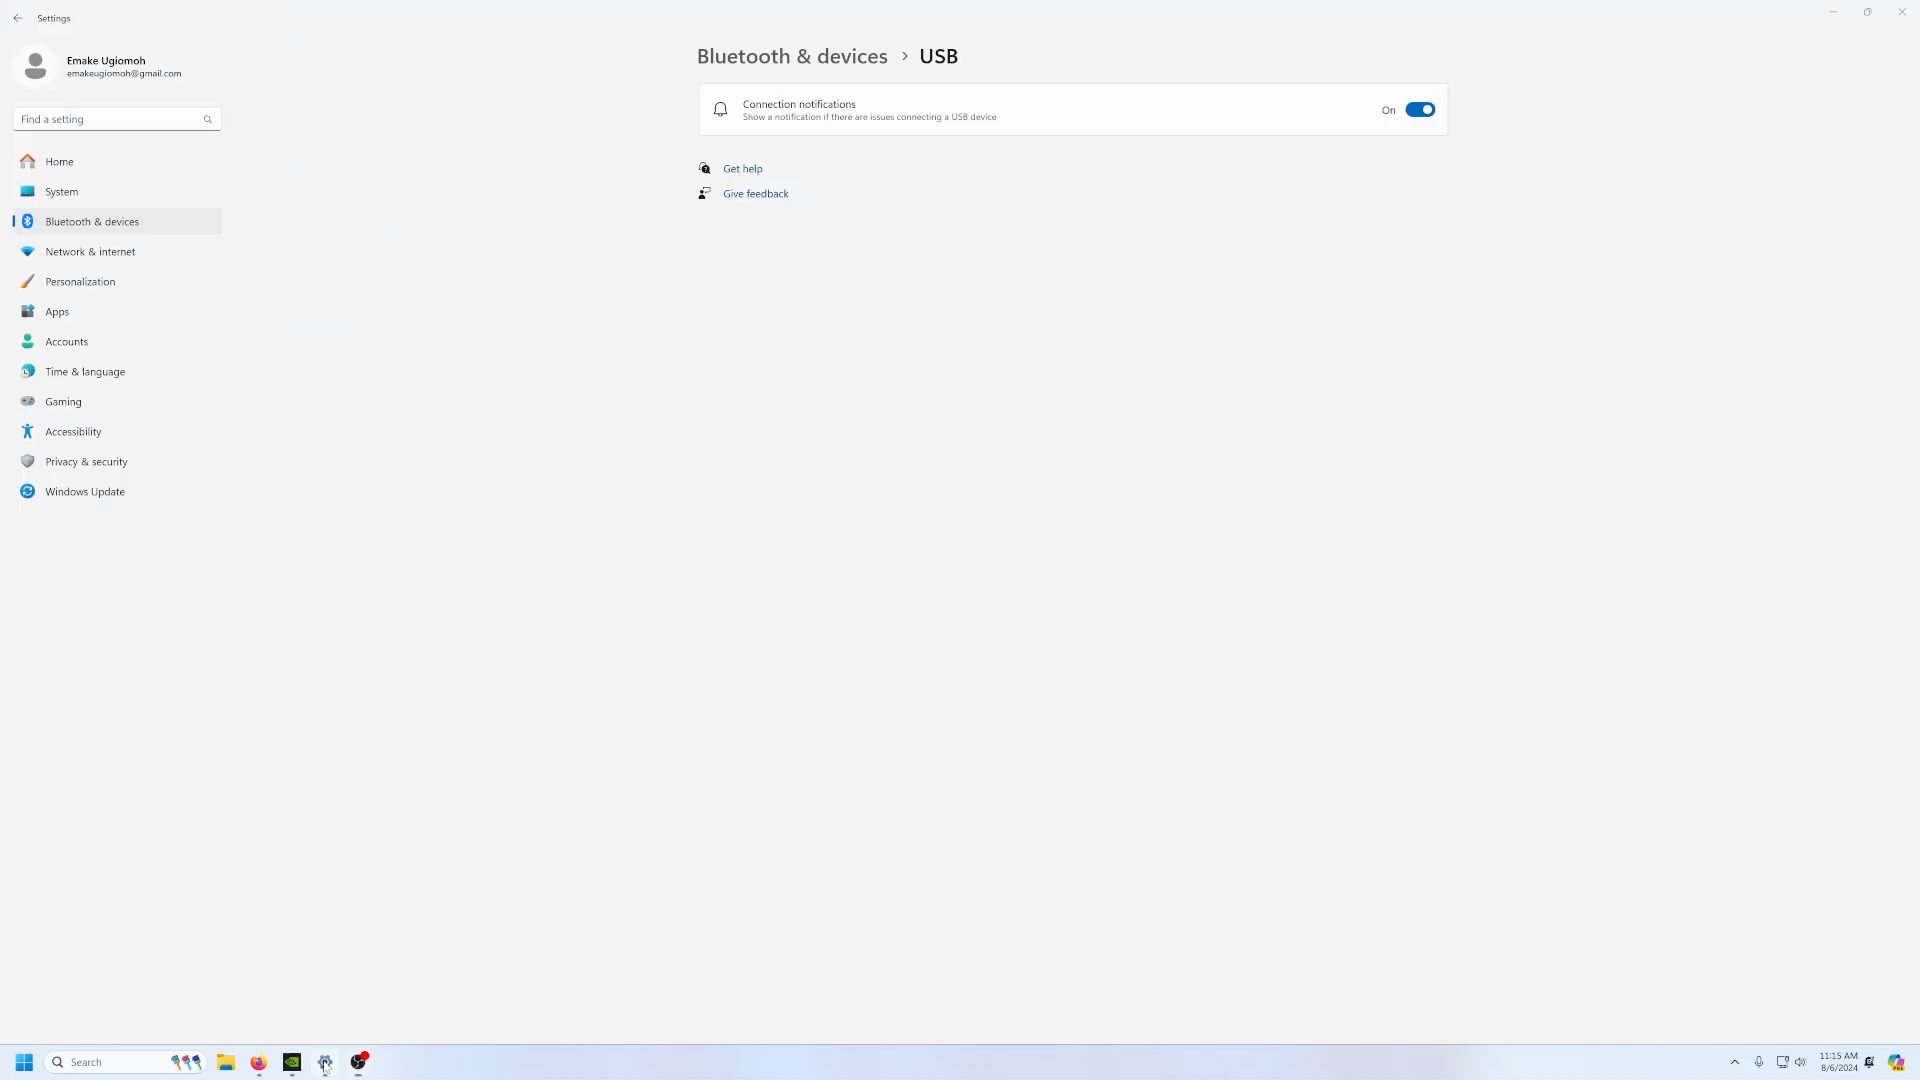 Settings
Emake Ugiomoh
emakeugiomoh@gmail.com
Find a setting
Home
System
Bluetooth & devices
Network & internet
Personalization
Apps
Accounts
Time & language
Gaming
Accessibility
Privacy & security
Windows Update
Bluetooth & devices > USB
Connection notifications
Show a notification if there are issues connecting a USB device
On
Get help
Give feedback
Search
11:15 AM
8/6/2024
PRE